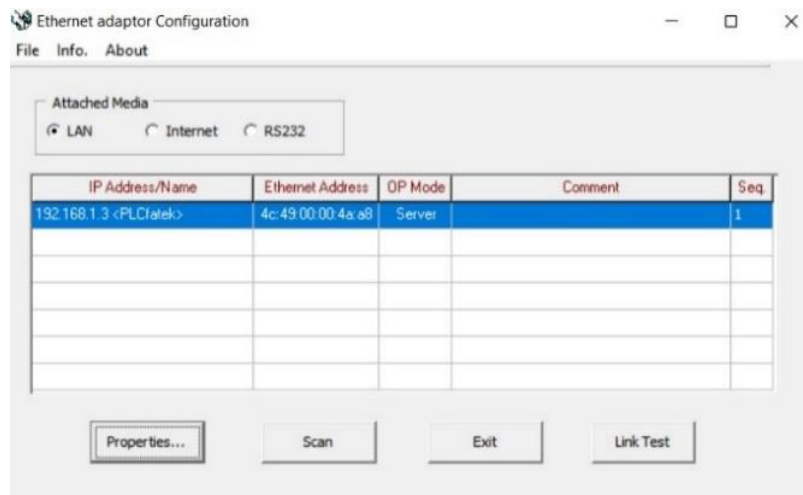 Ethernet adaptor Configuration
File Info. About
Attached Media
LAN Internet RS232
IP Address/Name Ethernet Address OP Mode Comment Seq.
192.168.1.3 <PLCfatek> 4c:49:00:00:4a:a8 Server 1
Properties... Scan Exit Link Test